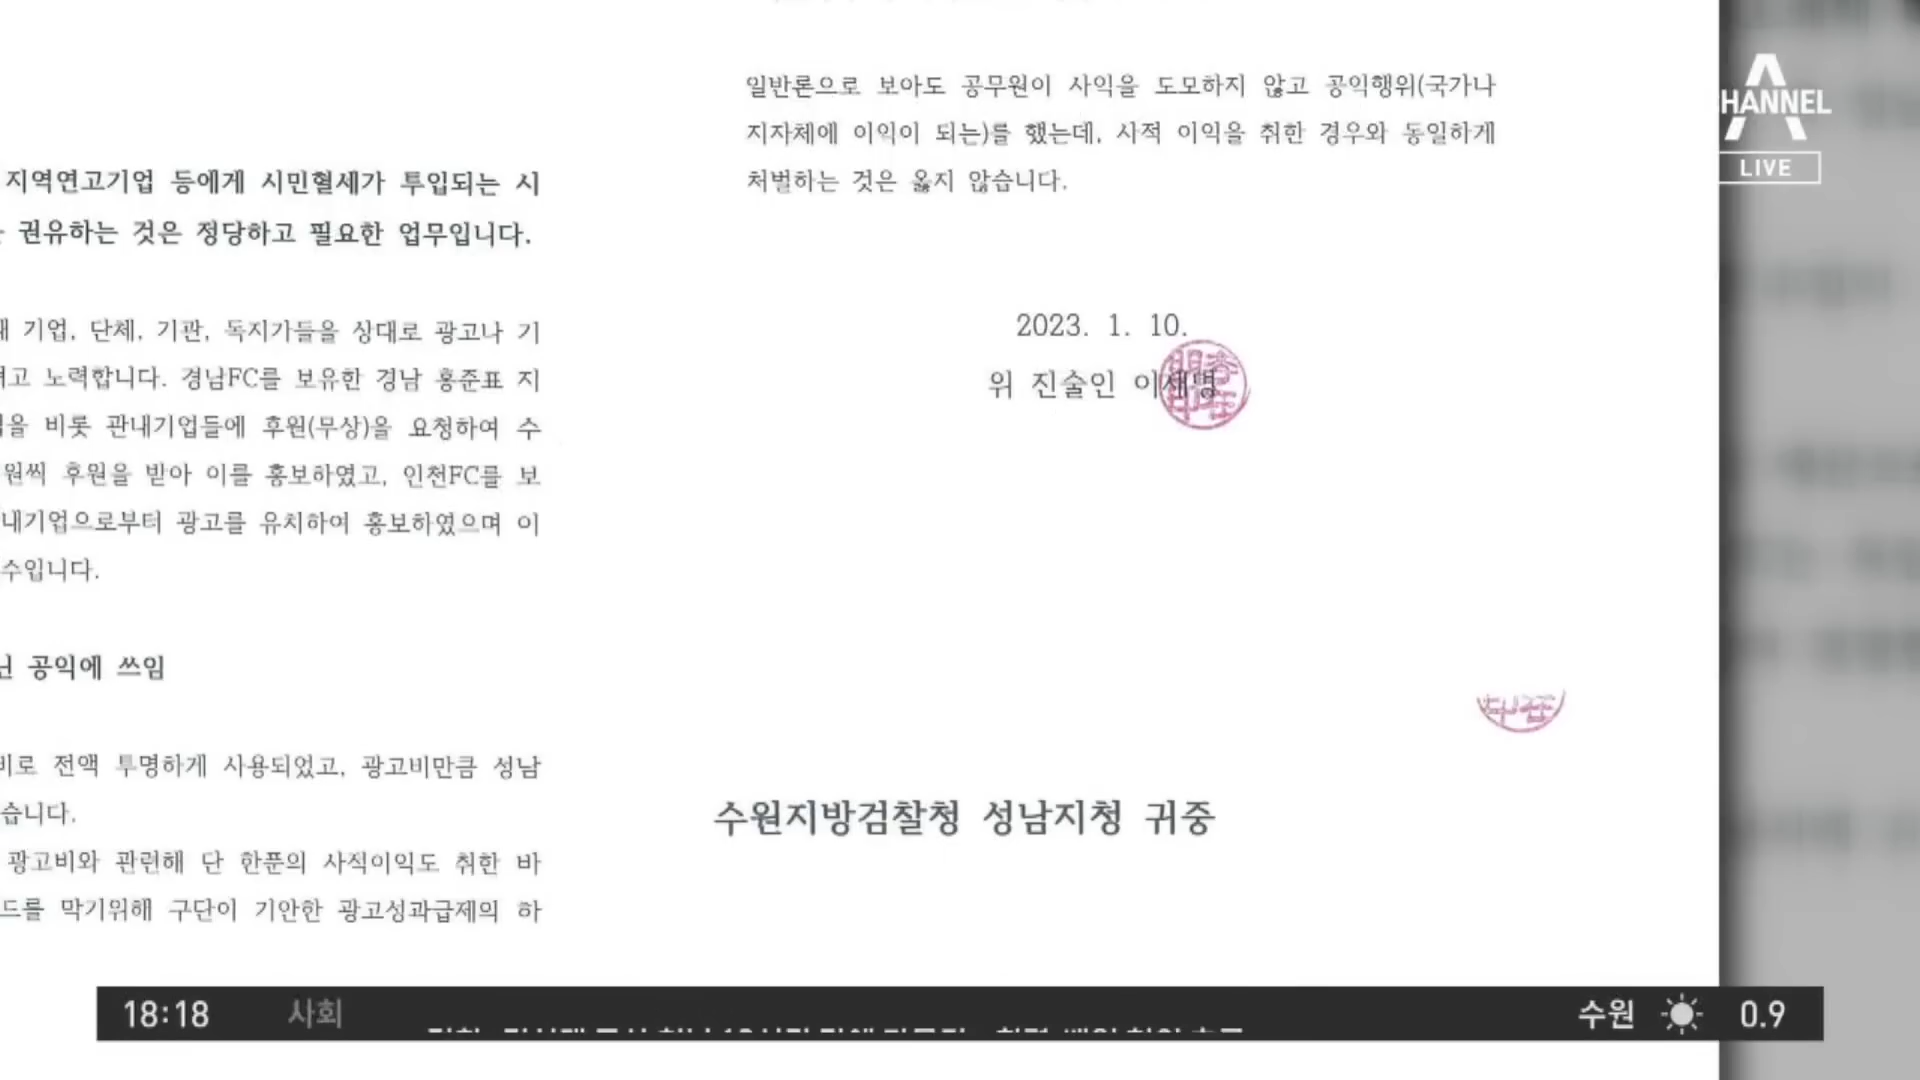 지역연고기업 등에게 시민혈세가 투입되는 시
권유하는 것은 정당하고 필요한 업무입니다.
기업, 단체, 기관, 독지가들을 상대로 광고나 기
노력합니다. 경남FC를 보유한 경남 홍준표 지
비롯 관내기업들에 후원(무상)을 요청하여 수
원씩 후원을 받아 이를 홍보하였고, 인천FC를 보
내기업으로부터 광고를 유치하여 홍보하였으며 이
수입니다.
공익에 쓰임
비로 전액 투명하게 사용되었고, 광고비만큼 성남
습니다.
광고비와 관련해 단 한푼의 사적이익도 취한 바
드를 막기위해 구단이 기안한 광고성과급제의 하
일반론으로 보아도 공무원이 사익을 도모하지 않고 공익행위(국가나
지자체에 이익이 되는)를 했는데, 사적 이익을 취한 경우와 동일하게
처벌하는 것은 옳지 않습니다.
2023. 1. 10.
위 진술인 이재명
수원지방검찰청 성남지청 귀중
CHANNEL A
LIVE
18:18 사회
수원 0.9